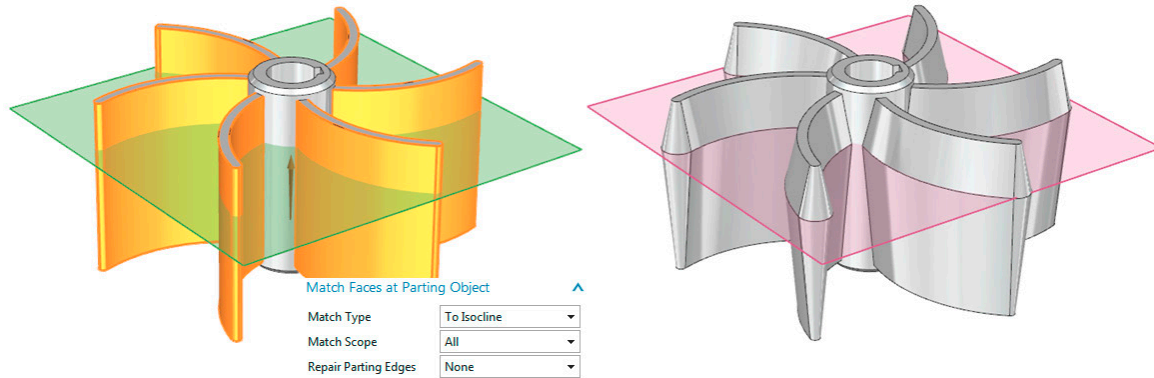 Match Faces at Parting Object
Match Type To Isocline
Match Scope All
Repair Parting Edges None